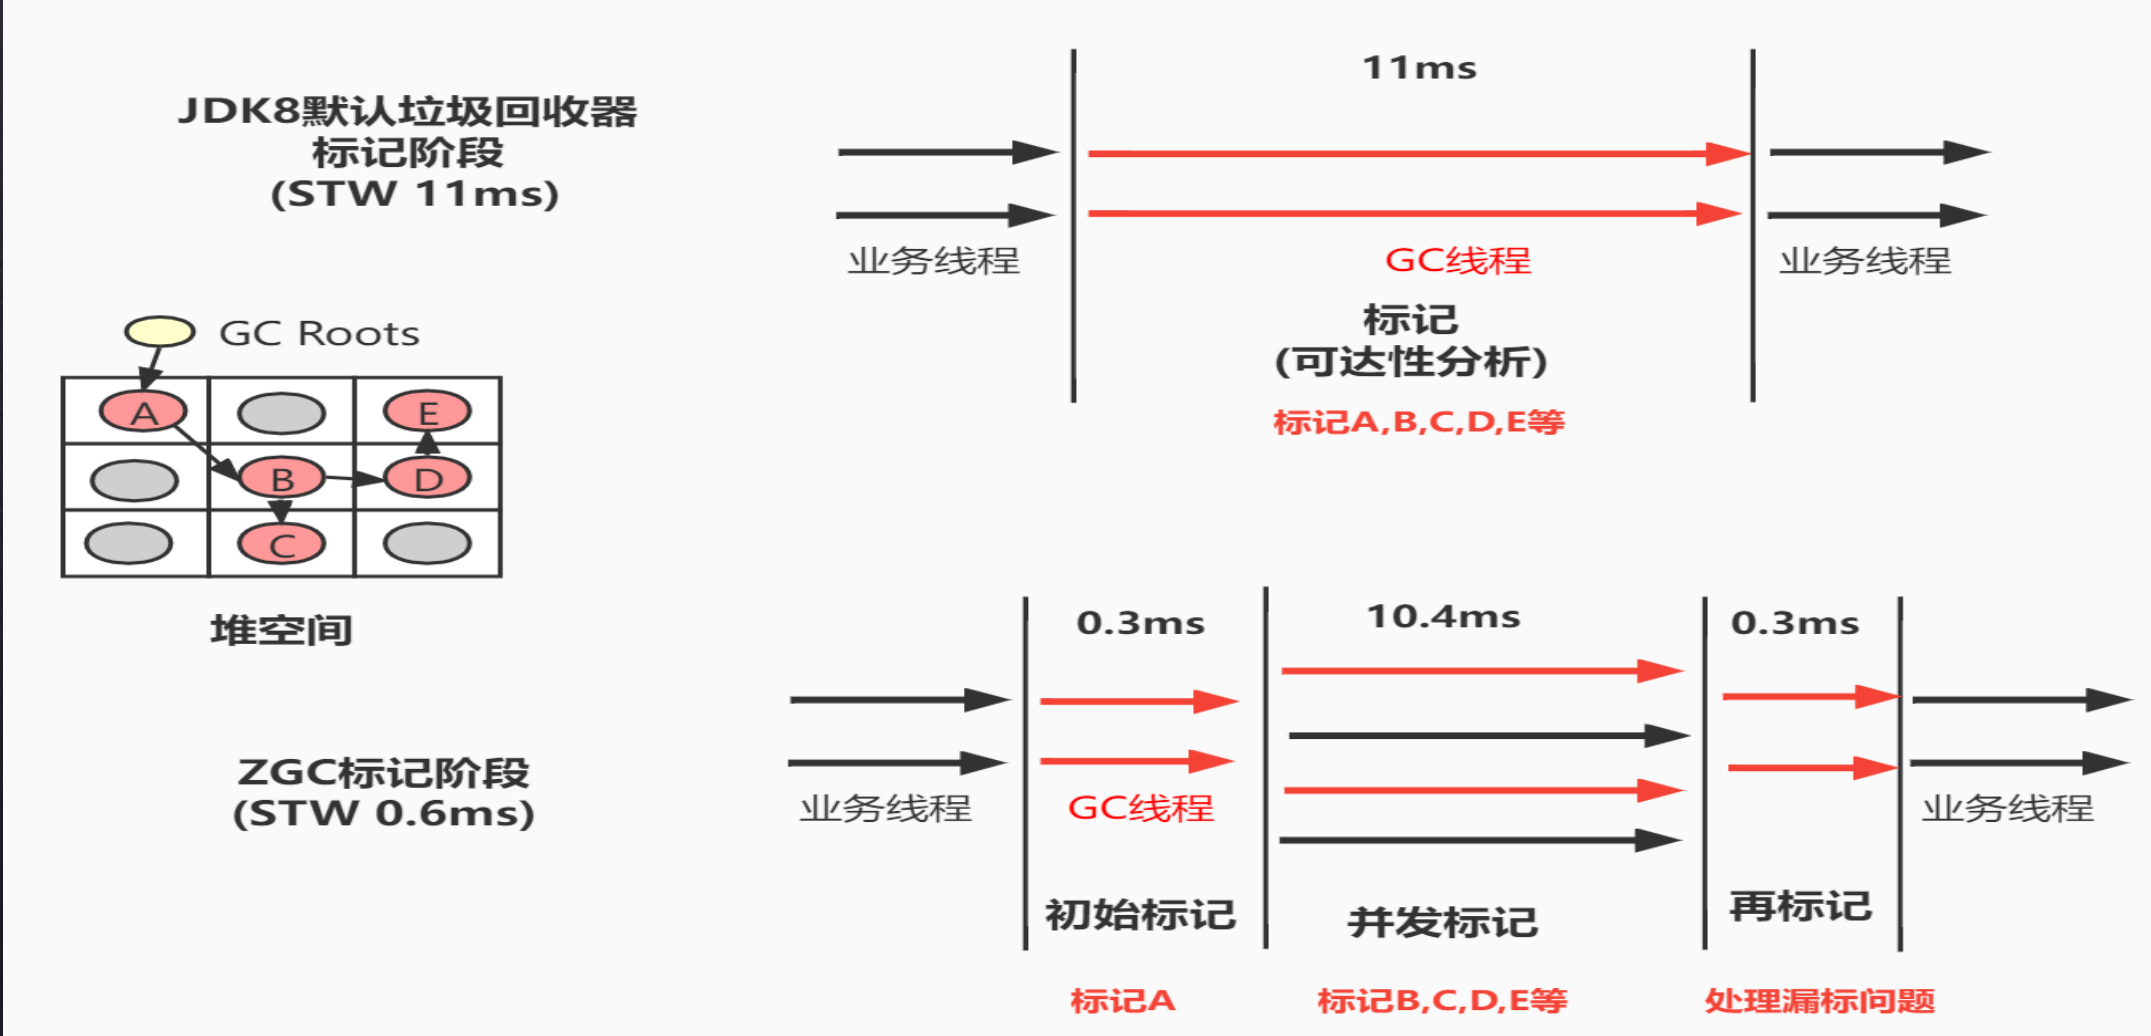 JDK8默认垃圾回收器
标记阶段
(STW 11ms)
11ms
业务线程
GC线程
业务线程
标记
(可达性分析)
标记A,B,C,D,E等
GC Roots
A
E
B
D
C
堆空间
ZGC标记阶段
(STW 0.6ms)
0.3ms
10.4ms
0.3ms
业务线程
GC线程
业务线程
初始标记
并发标记
再标记
标记A
标记B,C,D,E等
处理漏标问题